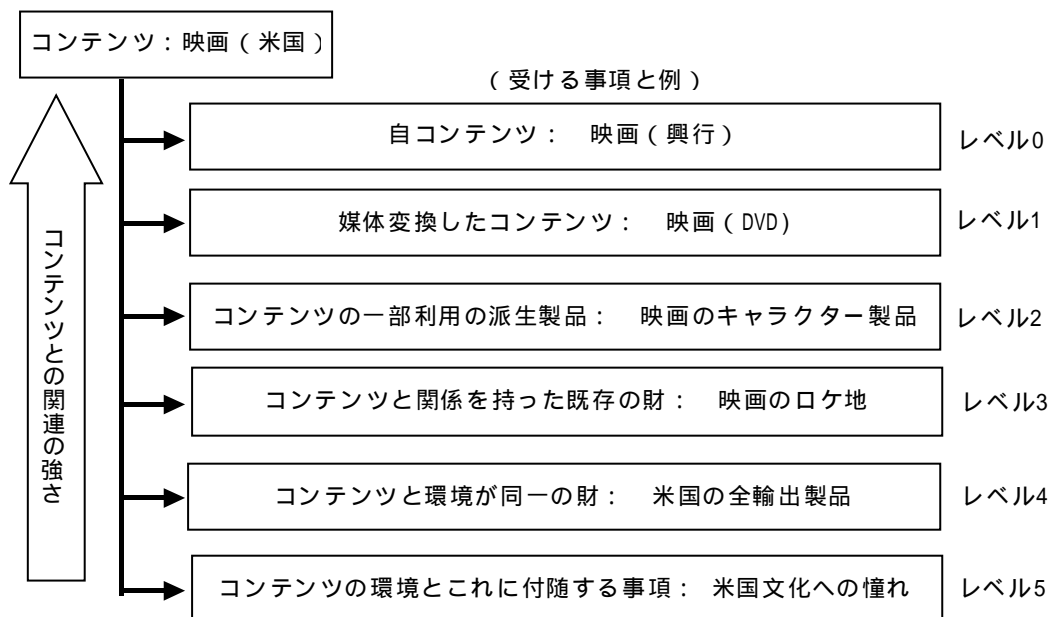 コンテンツ：映画（米国）
（受ける事項と例）
自コンテンツ：　映画（興行）
レベル0
媒体変換したコンテンツ：　映画（DVD）
レベル1
コンテンツの一部利用の派生製品：　映画のキャラクター製品
レベル2
コンテンツと関係を持った既存の財：　映画のロケ地
レベル3
コンテンツと環境が同一の財：　米国の全輸出製品
レベル4
コンテンツの環境とこれに付随する事項：　米国文化への憧れ
レベル5
コンテンツとの関連の強さ